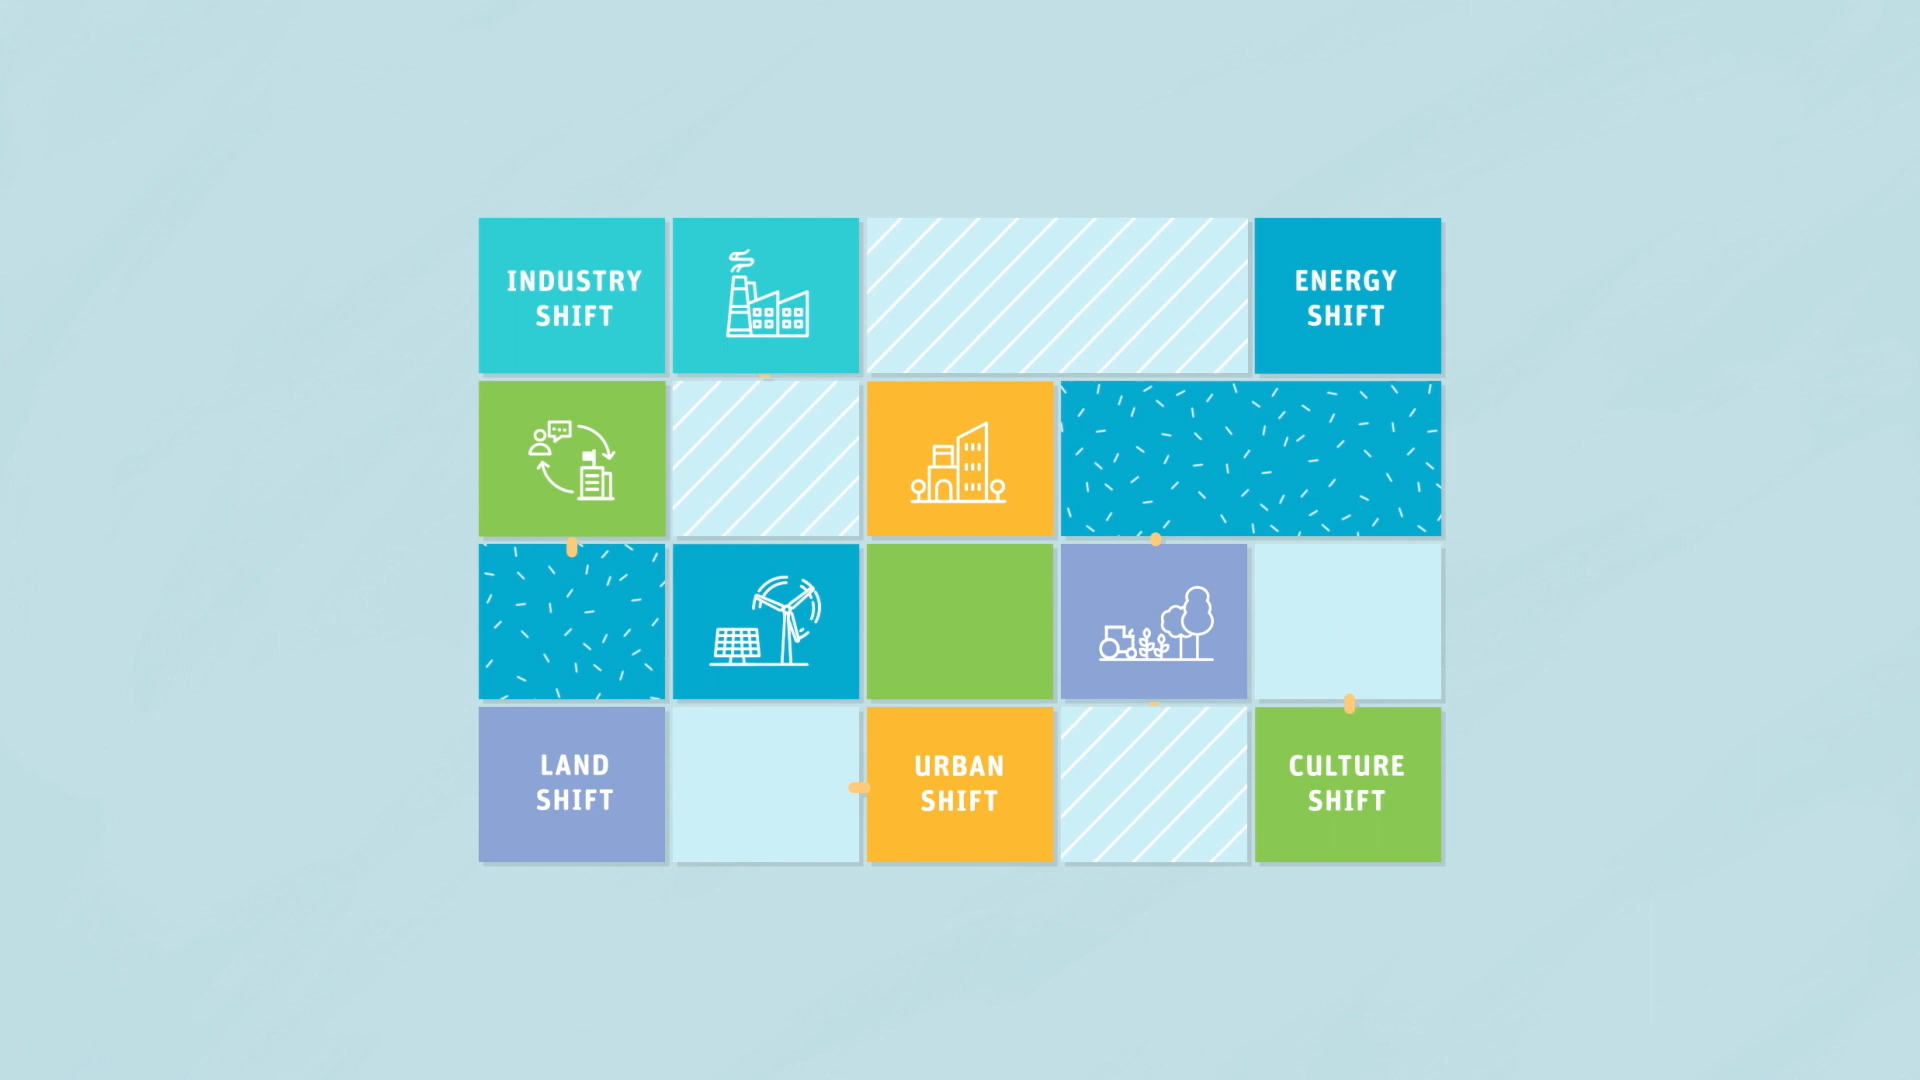 INDUSTRY
SHIFT
ENERGY
SHIFT
LAND
SHIFT
URBAN
SHIFT
CULTURE
SHIFT